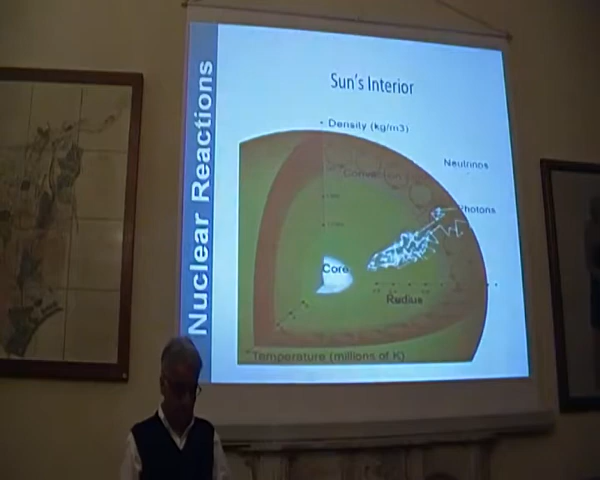 Nuclear Reactions
Sun's Interior
Density (kg/m3)
Neutrinos
Convection
Photons
Core
Radius
Temperature (millions of K)